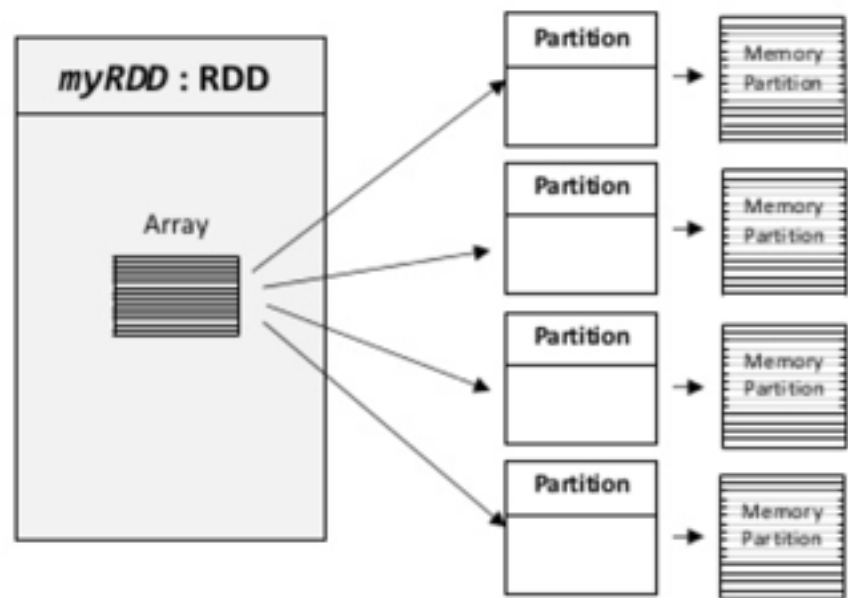 myRDD : RDD
Array
Partition
Memory
Partition
Partition
Memory
Partition
Partition
Memory
Partition
Partition
Memory
Partition